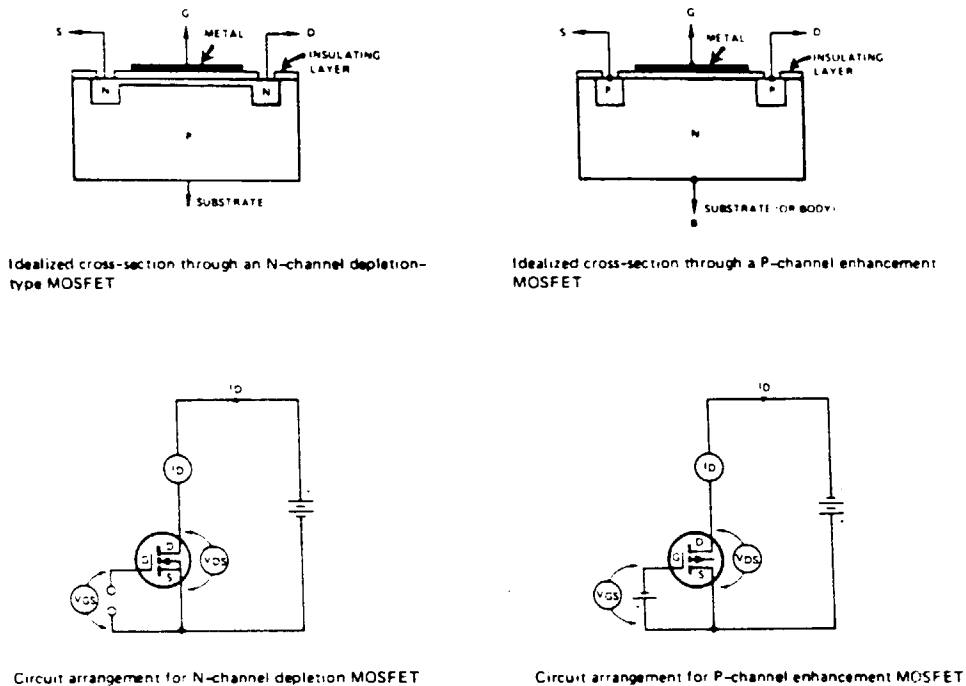 S
G
D
METAL
INSULATING
LAYER
N
N
P
SUBSTRATE
Idealized cross-section through an N-channel depletion-
type MOSFET
S
G
D
METAL
INSULATING
LAYER
P
P
N
SUBSTRATE (OR BODY)
B
Idealized cross-section through a P-channel enhancement
MOSFET
ID
ID
D
G
S
VDS
VGS
Circuit arrangement for N-channel depletion MOSFET
ID
ID
D
G
S
VDS
VGS
Circuit arrangement for P-channel enhancement MOSFET